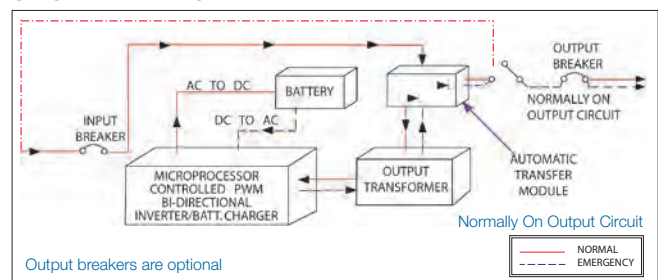 OUTPUT
BREAKER
AC TO DC
BATTERY
NORMALLY ON
OUTPUT CIRCUIT
INPUT
BREAKER
DC TO AC
AUTOMATIC
TRANSFER
MODULE
MICROPROCESSOR
CONTROLLED PWM
BI-DIRECTIONAL
INVERTER/BATT.CHARGER
OUTPUT
TRANSFORMER
Normally On Output Circuit
Output breakers are optional
NORMAL
EMERGENCY